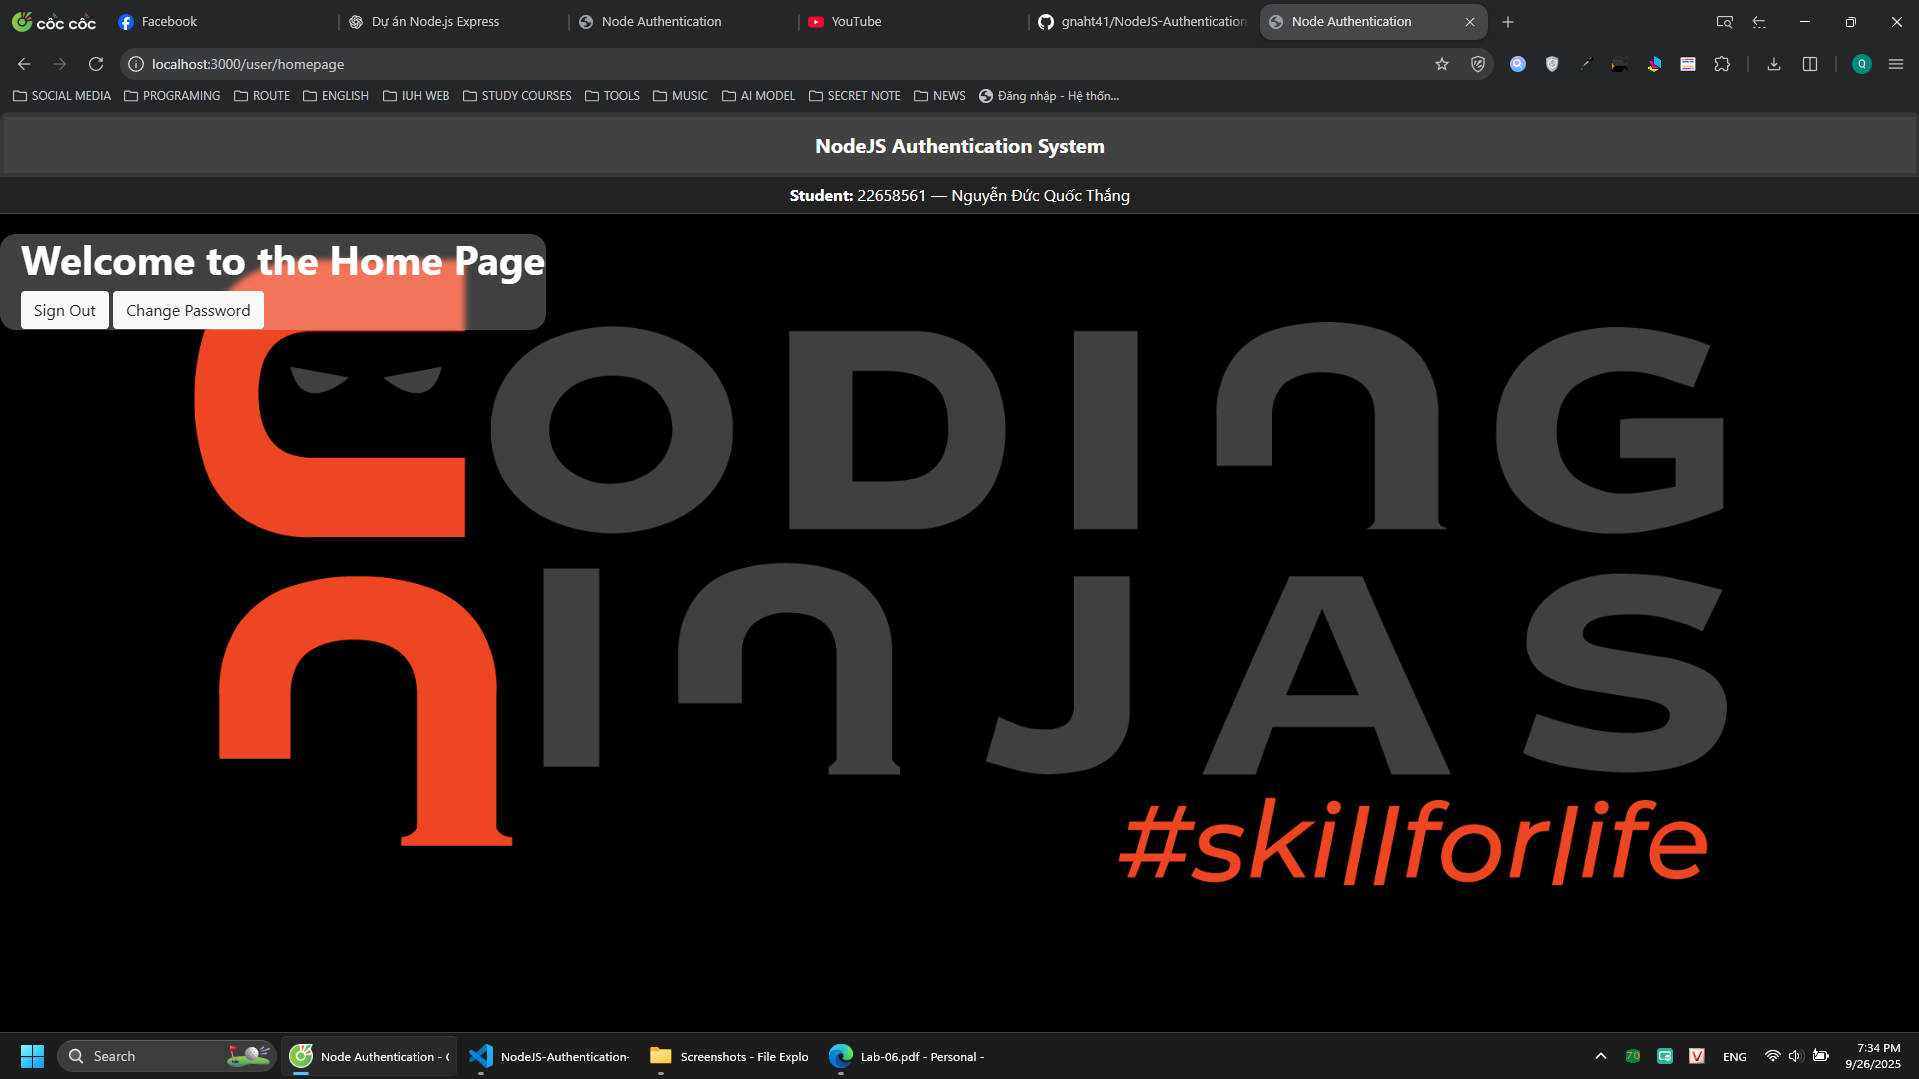 cốc cốc
Facebook
Dự án Node.js Express
Node Authentication
YouTube
gnaht41/NodeJS-Authentication
Node Authentication
localhost:3000/user/homepage
Q
SOCIAL MEDIA
PROGRAMING
ROUTE
ENGLISH
IUH WEB
STUDY COURSES
TOOLS
MUSIC
AI MODEL
SECRET NOTE
NEWS
Đăng nhập - Hệ thốn...
NodeJS Authentication System
Student: 22658561 — Nguyễn Đức Quốc Thắng
Welcome to the Home Page
Sign Out
Change Password
CODING
NINJAS
#skillforlife
Search
Node Authentication - C
NodeJS-Authentication-
Screenshots - File Explo
Lab-06.pdf - Personal -
70
V
ENG
7:34 PM
9/26/2025